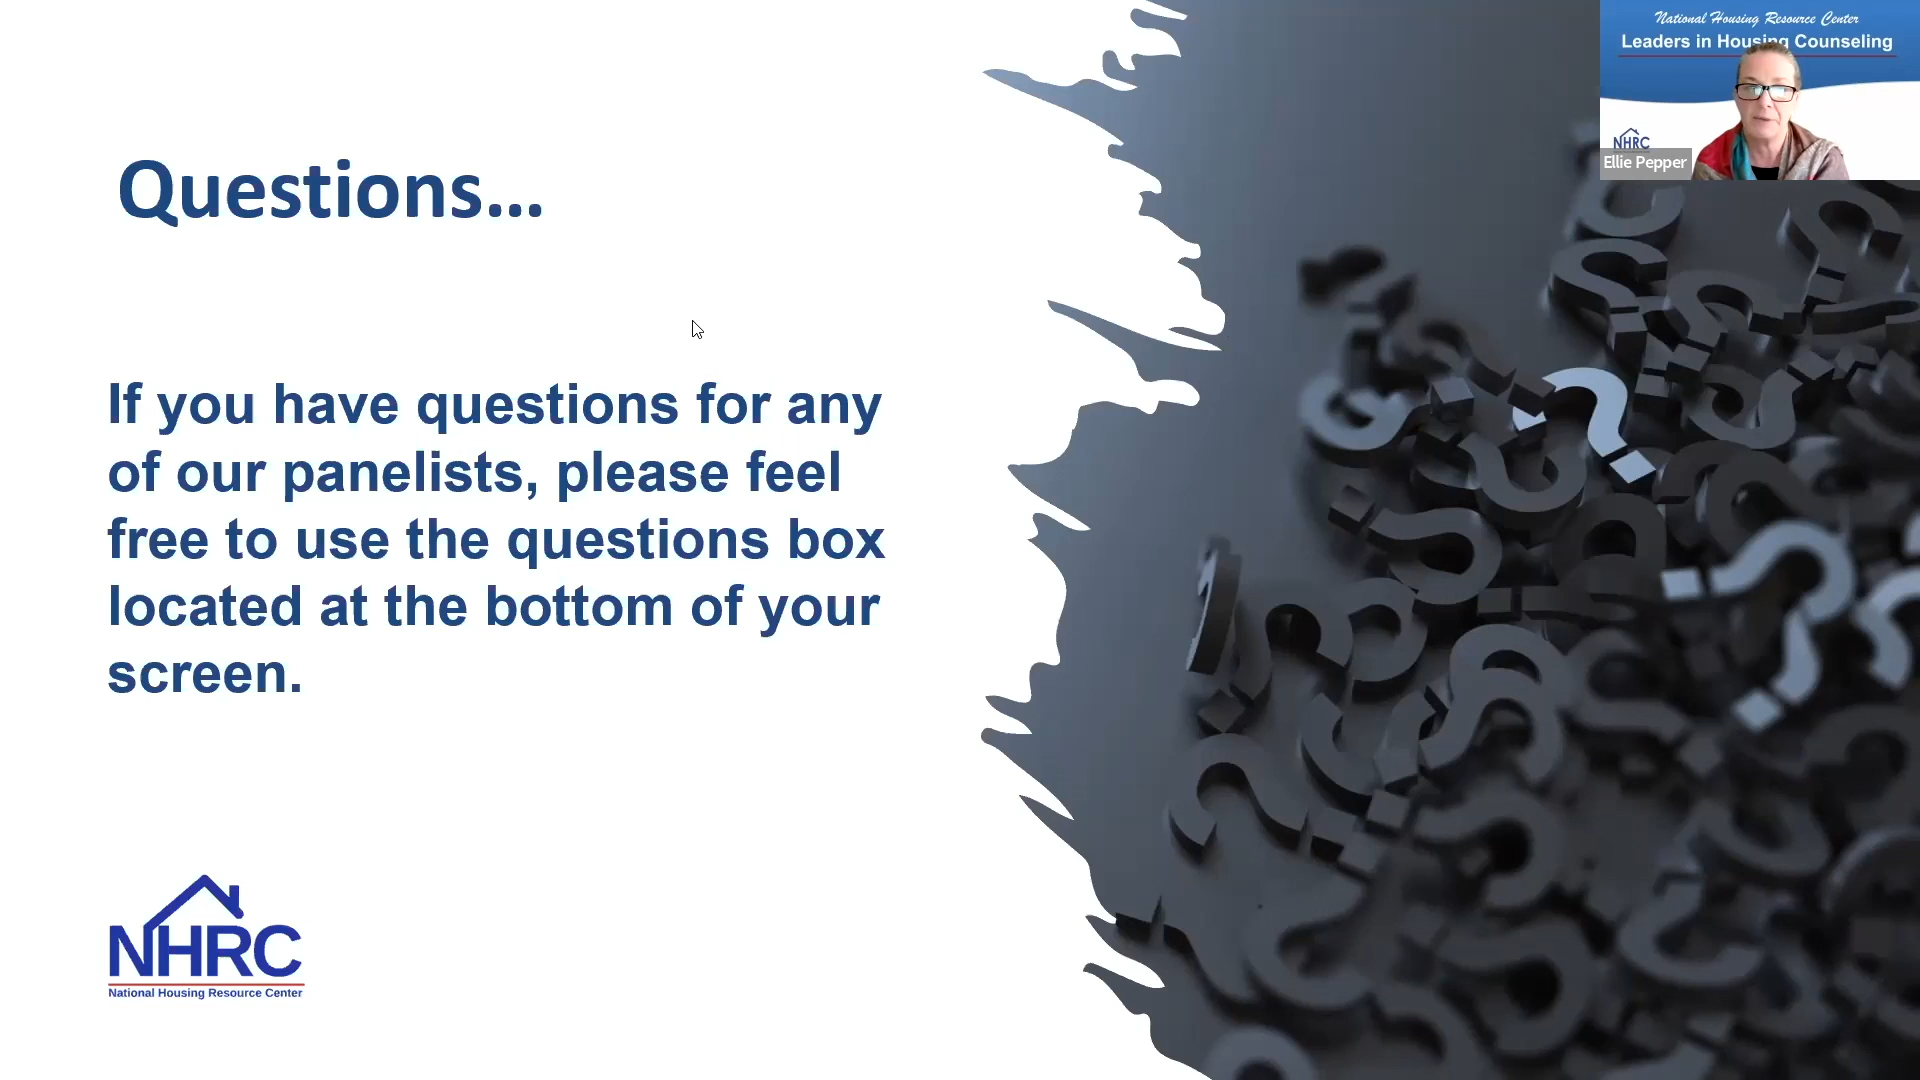 Questions...
If you have questions for any
of our panelists, please feel
free to use the questions box
located at the bottom of your
screen.
NHRC
National Housing Resource Center
National Housing Resource Center
Leaders in Housing Counseling
NHRC
Ellie Pepper